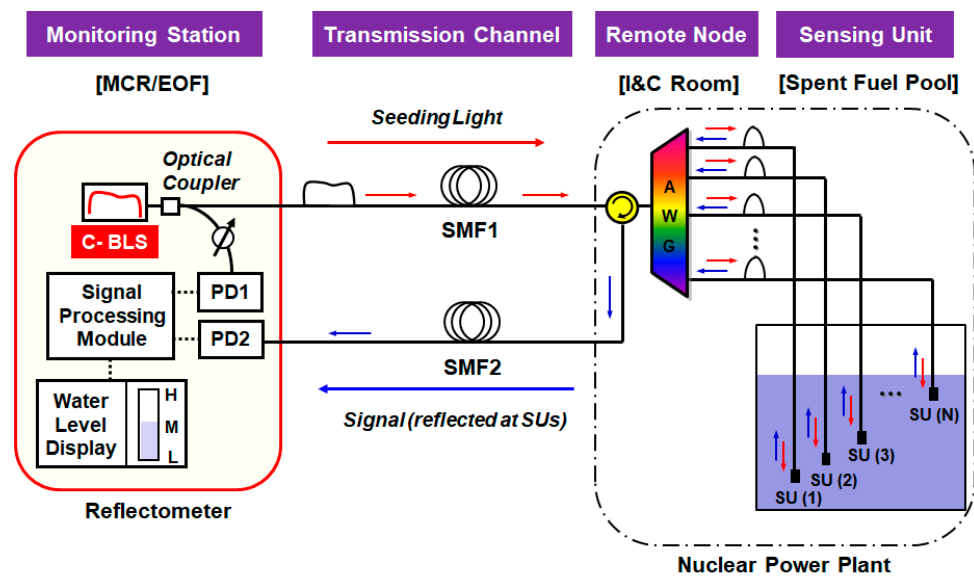 Monitoring Station
Transmission Channel
Remote Node
Sensing Unit
[MCR/EOF]
[I&C Room]
[Spent Fuel Pool]
Seeding Light
Optical
Coupler
C- BLS
SMF1
A
W
G
Signal
Processing
Module
PD1
PD2
SMF2
Water
Level
Display
H
M
L
Signal (reflected at SUs)
SU (N)
SU (3)
SU (2)
SU (1)
Reflectometer
Nuclear Power Plant